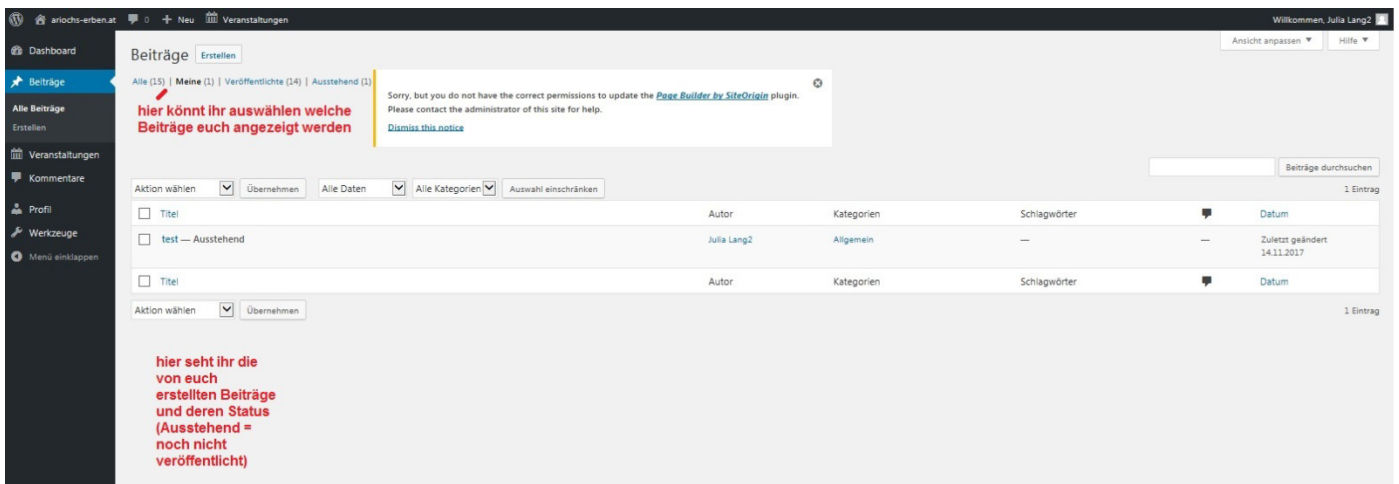 ariochs-erben.at 0 + Neu Veranstaltungen Willkommen, Julia Lang2
Ansicht anpassen ▼ Hilfe ▼
Dashboard
Beiträge
Alle Beiträge
Erstellen
Veranstaltungen
Kommentare
Profil
Werkzeuge
Menü einklappen
Beiträge Erstellen
Alle (15) | Meine (1) | Veröffentlichte (14) | Ausstehend (1)
hier könnt ihr auswählen welche
Beiträge euch angezeigt werden
Sorry, but you do not have the correct permissions to update the Page Builder by SiteOrigin plugin.
Please contact the administrator of this site for help.
Dismiss this notice
Beiträge durchsuchen
Aktion wählen Übernehmen Alle Daten Alle Kategorien Auswahl einschränken 1 Eintrag
Titel Autor Kategorien Schlagwörter Datum
test — Ausstehend Julia Lang2 Allgemein — — Zuletzt geändert
14.11.2017
Titel Autor Kategorien Schlagwörter Datum
Aktion wählen Übernehmen 1 Eintrag
hier seht ihr die
von euch
erstellten Beiträge
und deren Status
(Ausstehend =
noch nicht
veröffentlicht)